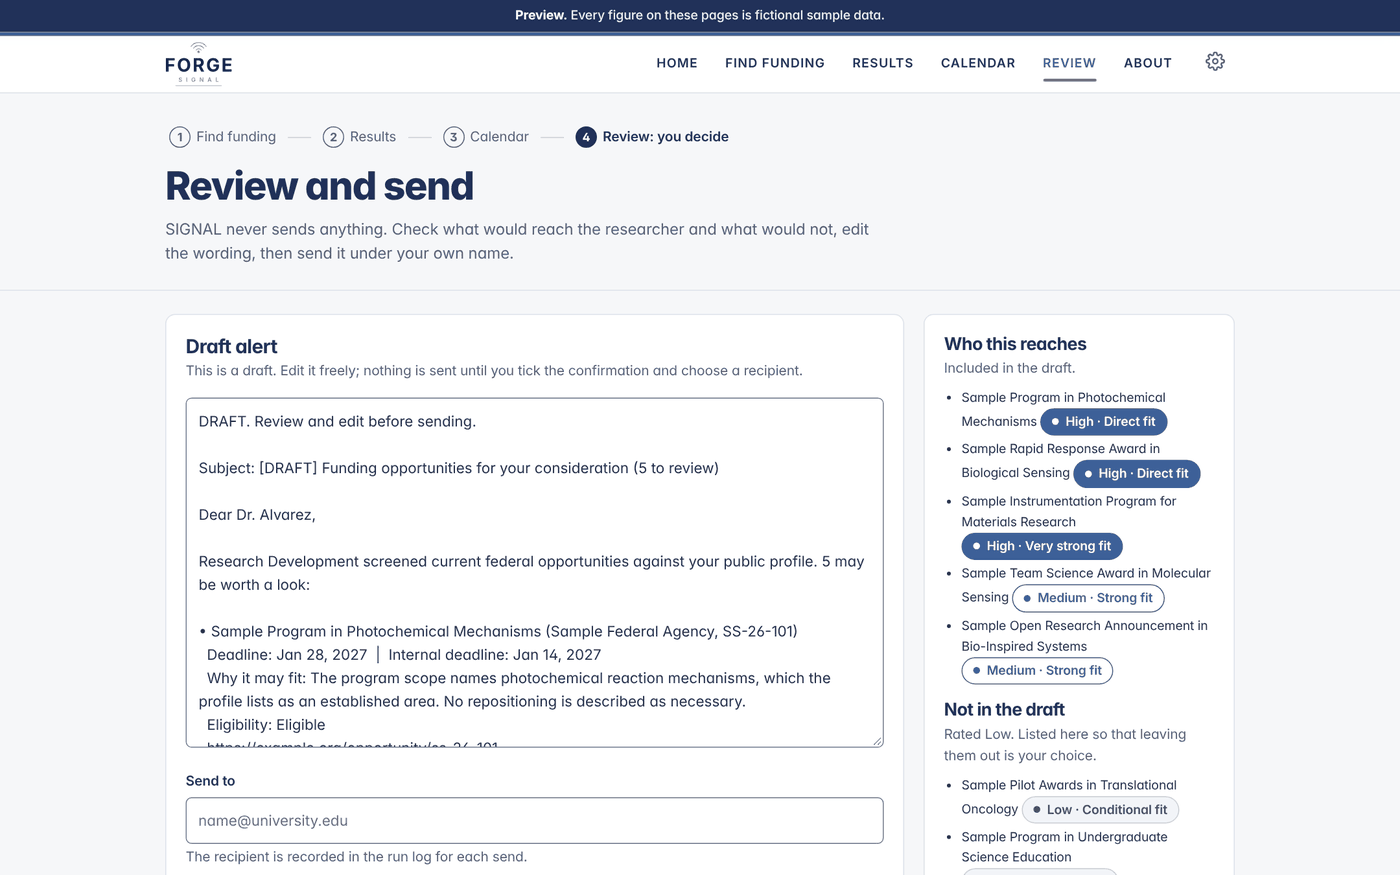 Preview. Every figure on these pages is fictional sample data.
FORGE
SIGNAL
HOME
FIND FUNDING
RESULTS
CALENDAR
REVIEW
ABOUT
1 Find funding
2 Results
3 Calendar
4 Review: you decide
Review and send
SIGNAL never sends anything. Check what would reach the researcher and what would not, edit
the wording, then send it under your own name.
Draft alert
This is a draft. Edit it freely; nothing is sent until you tick the confirmation and choose a recipient.
DRAFT. Review and edit before sending.
Subject: [DRAFT] Funding opportunities for your consideration (5 to review)
Dear Dr. Alvarez,
Research Development screened current federal opportunities against your public profile. 5 may
be worth a look:
• Sample Program in Photochemical Mechanisms (Sample Federal Agency, SS-26-101)
Deadline: Jan 28, 2027 | Internal deadline: Jan 14, 2027
Why it may fit: The program scope names photochemical reaction mechanisms, which the
profile lists as an established area. No repositioning is described as necessary.
Eligibility: Eligible
https://example.org/opportunity/ss-26-101
Send to
name@university.edu
The recipient is recorded in the run log for each send.
Who this reaches
Included in the draft.
• Sample Program in Photochemical
Mechanisms High · Direct fit
• Sample Rapid Response Award in
Biological Sensing High · Direct fit
• Sample Instrumentation Program for
Materials Research
High · Very strong fit
• Sample Team Science Award in Molecular
Sensing Medium · Strong fit
• Sample Open Research Announcement in
Bio-Inspired Systems
Medium · Strong fit
Not in the draft
Rated Low. Listed here so that leaving
them out is your choice.
• Sample Pilot Awards in Translational
Oncology Low · Conditional fit
• Sample Program in Undergraduate
Science Education